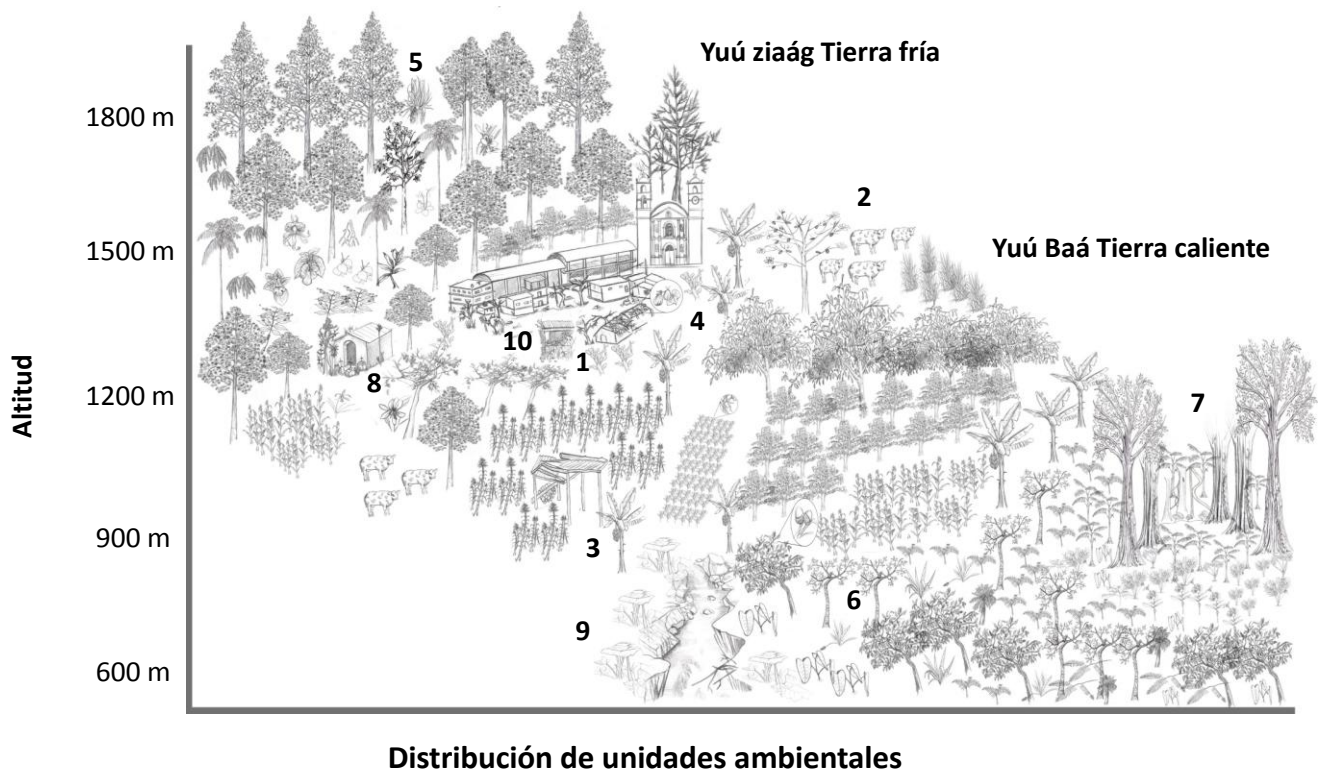 5
Yuú ziaág Tierra fría
1800 m
2
1500 m
Yuú Baá Tierra caliente
4
10
1
8
1200 m
7
Altitud
900 m
3
6
9
600 m
Distribución de unidades ambientales